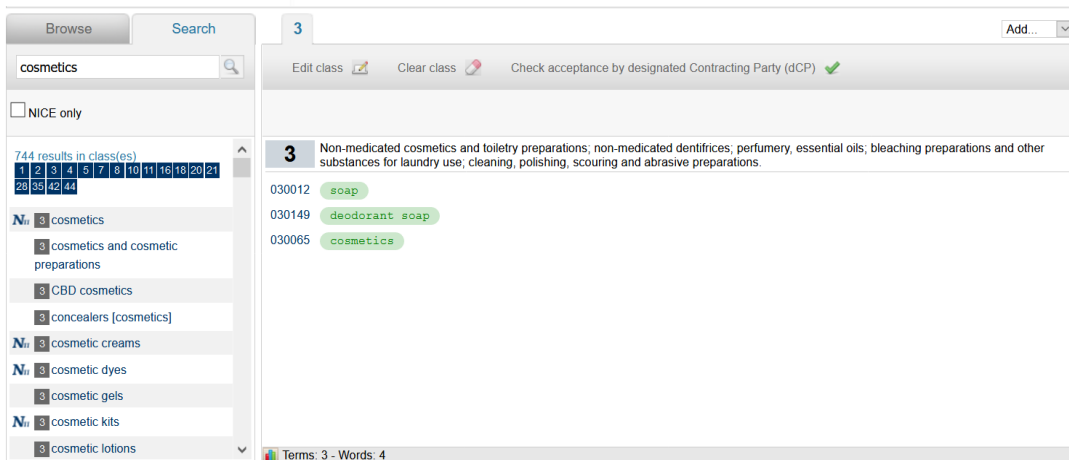 Browse
Search
3
Add...
cosmetics
Edit class
Clear class
Check acceptance by designated Contracting Party (dCP)
NICE only
744 results in class(es)
1 2 3 4 5 7 8 10 11 16 18 20 21
28 35 42 44
3 Non-medicated cosmetics and toiletry preparations; non-medicated dentifrices; perfumery, essential oils; bleaching preparations and other
substances for laundry use; cleaning, polishing, scouring and abrasive preparations.
030012 soap
030149 deodorant soap
030065 cosmetics
3 cosmetics
3 cosmetics and cosmetic
preparations
3 CBD cosmetics
3 concealers [cosmetics]
3 cosmetic creams
3 cosmetic dyes
3 cosmetic gels
3 cosmetic kits
3 cosmetic lotions
Terms: 3 - Words: 4